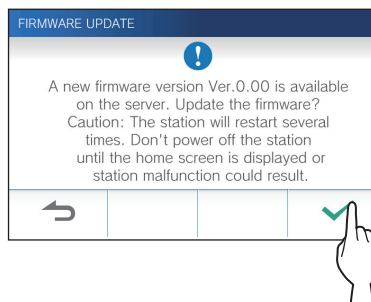 FIRMWARE UPDATE
A new firmware version Ver.0.00 is available
on the server. Update the firmware?
Caution: The station will restart several
times. Don't power off the station
until the home screen is displayed or
station malfunction could result.